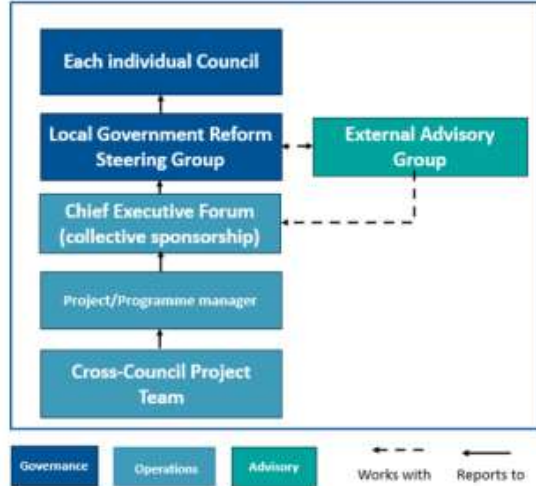 Each individual Council
Local Government Reform
Steering Group
External Advisory
Group
Chief Executive Forum
(collective sponsorship)
Project/Programme manager
Cross-Council Project
Team
Governance
Operations
Advisory
Works with
Reports to